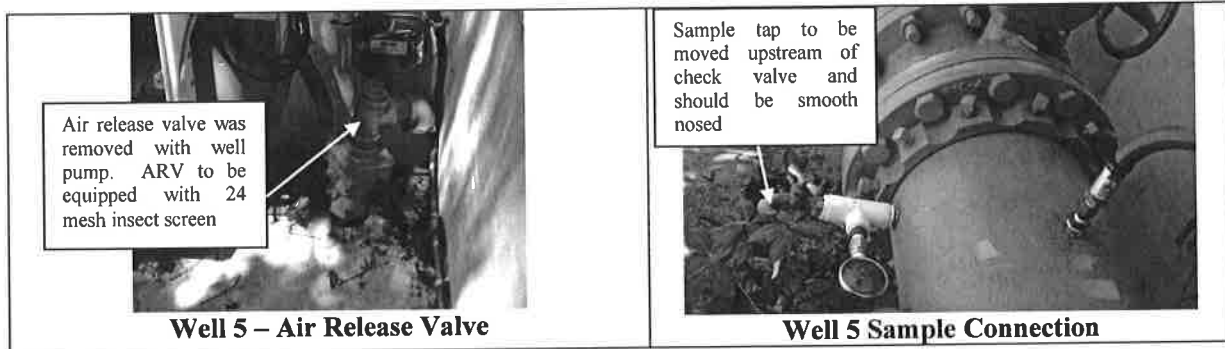 Air release valve was
removed with well
pump. ARV to be
equipped with 24
mesh insect screen
Well 5 – Air Release Valve
Sample tap to be
moved upstream of
check valve and
should be smooth
nosed
Well 5 Sample Connection